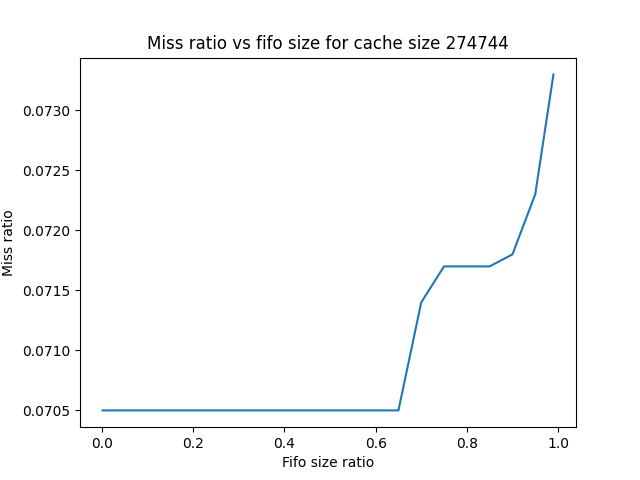 Miss ratio vs fifo size for cache size 274744
0.0730
0.0725
0.0720
0.0715
0.0710
0.0705
Miss ratio
0.0 0.2 0.4 0.6 0.8 1.0
Fifo size ratio